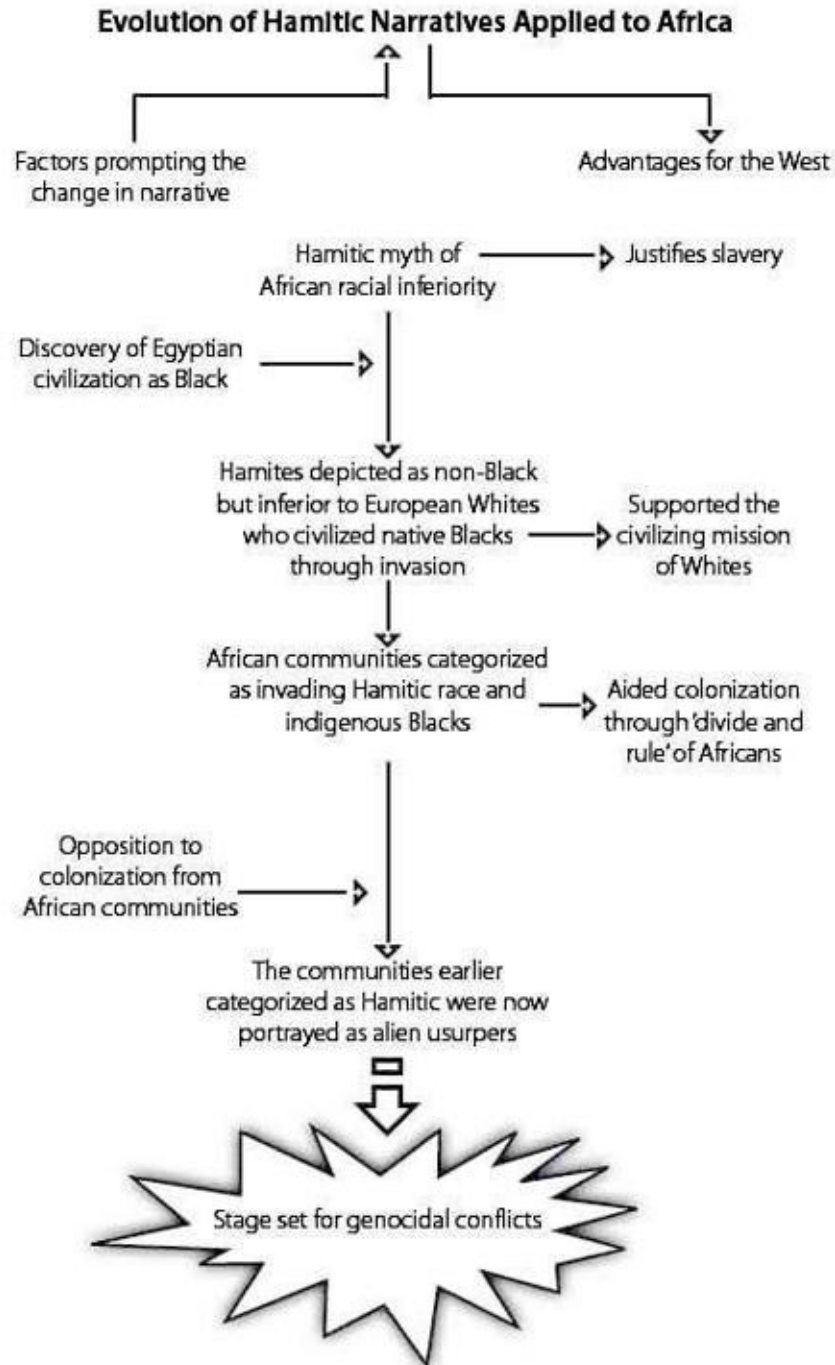 Evolution of Hamitic Narratives Applied to Africa
Factors prompting the
change in narrative
Advantages for the West
Hamitic myth of
African racial inferiority
Justifies slavery
Discovery of Egyptian
civilization as Black
Hamites depicted as non-Black
but inferior to European Whites
who civilized native Blacks
through invasion
Supported the
civilizing mission
of Whites
African communities categorized
as invading Hamitic race and
indigenous Blacks
Aided colonization
through 'divide and
rule' of Africans
Opposition to
colonization from
African communities
The communities earlier
categorized as Hamitic were now
portrayed as alien usurpers
Stage set for genocidal conflicts